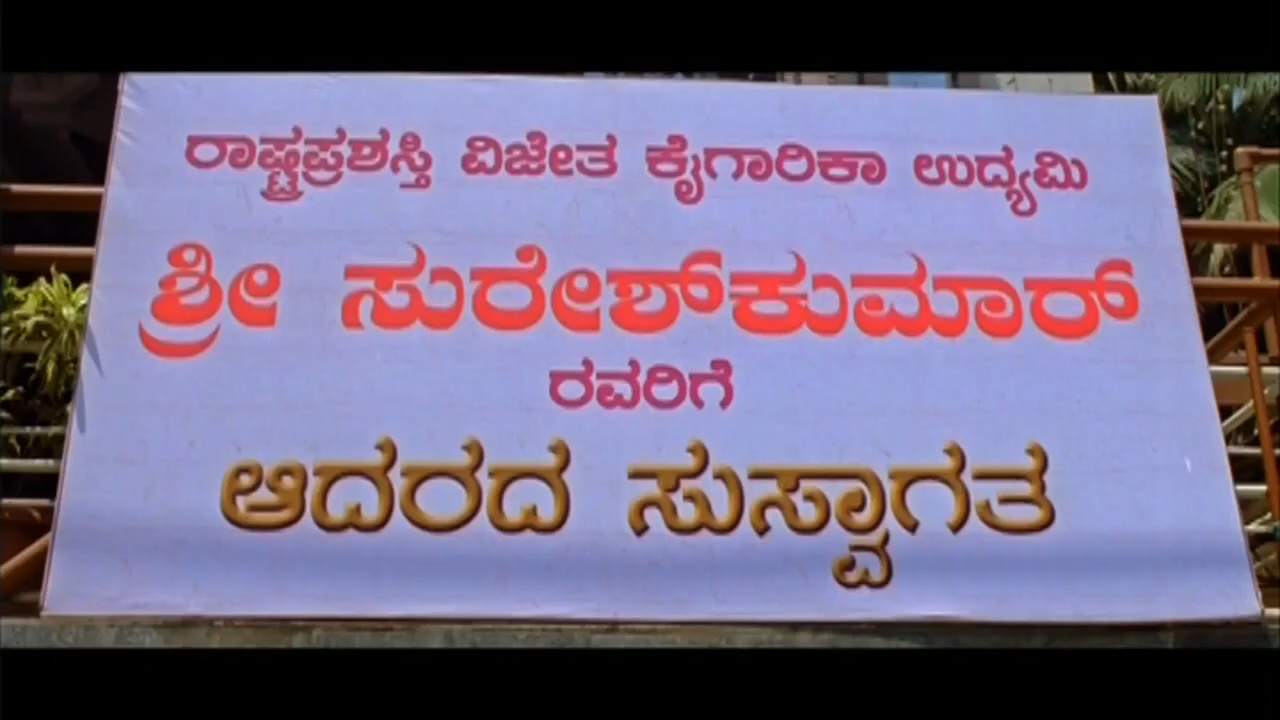 ರಾಷ್ಟ್ರಪ್ರಶಸ್ತಿ ವಿಜೇತ ಕೈಗಾರಿಕಾ ಉದ್ಯಮಿ
ಶ್ರೀ ಸುರೇಶ್‌ಕುಮಾರ್
ರವರಿಗೆ
ಆದರದ ಸುಸ್ವಾಗತ